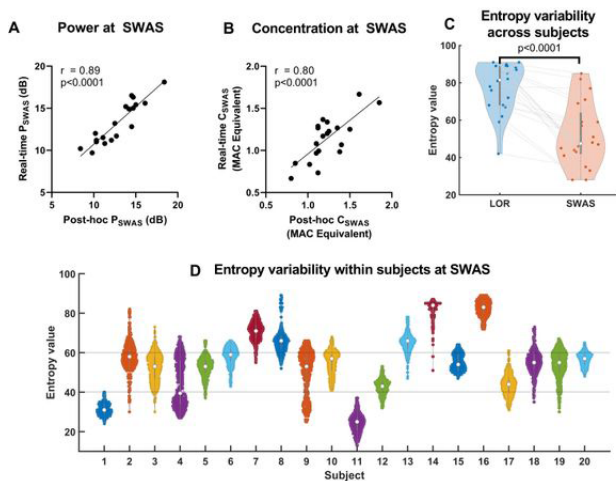 A Power at SWAS
r = 0.89
p<0.0001
Real-time PSWAS (dB)
20
15
10
5
5 10 15 20
Post-hoc PSWAS (dB)
B Concentration at SWAS
r = 0.80
p<0.0001
Real-time CSWAS
(MAC Equivalent)
2.0
1.5
1.0
0.5
0.5 1.0 1.5 2.0
Post-hoc CSWAS
(MAC Equivalent)
C Entropy variability
across subjects
p<0.0001
Entropy value
100
80
60
40
20
LOR SWAS
D Entropy variability within subjects at SWAS
Entropy value
100
80
60
40
20
1 2 3 4 5 6 7 8 9 10 11 12 13 14 15 16 17 18 19 20
Subject